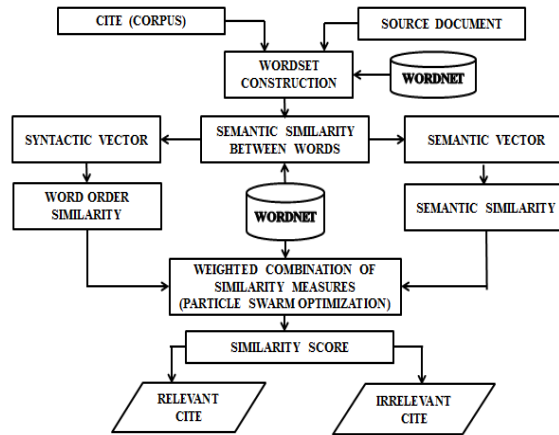 CITE (CORPUS)
SOURCE DOCUMENT
WORDSET
CONSTRUCTION
WORDNET
SYNTACTIC VECTOR
SEMANTIC SIMILARITY
BETWEEN WORDS
SEMANTIC VECTOR
WORD ORDER
SIMILARITY
WORDNET
SEMANTIC SIMILARITY
WEIGHTED COMBINATION OF
SIMILARITY MEASURES
(PARTICLE SWARM OPTIMIZATION)
SIMILARITY SCORE
RELEVANT
CITE
IRRELEVANT
CITE